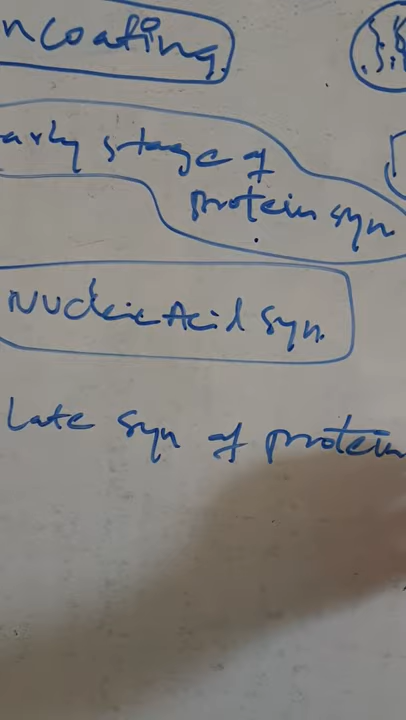 ncoating
arly stage of
protein syn
Nucleic Acid Syn.
Late Syn of protein